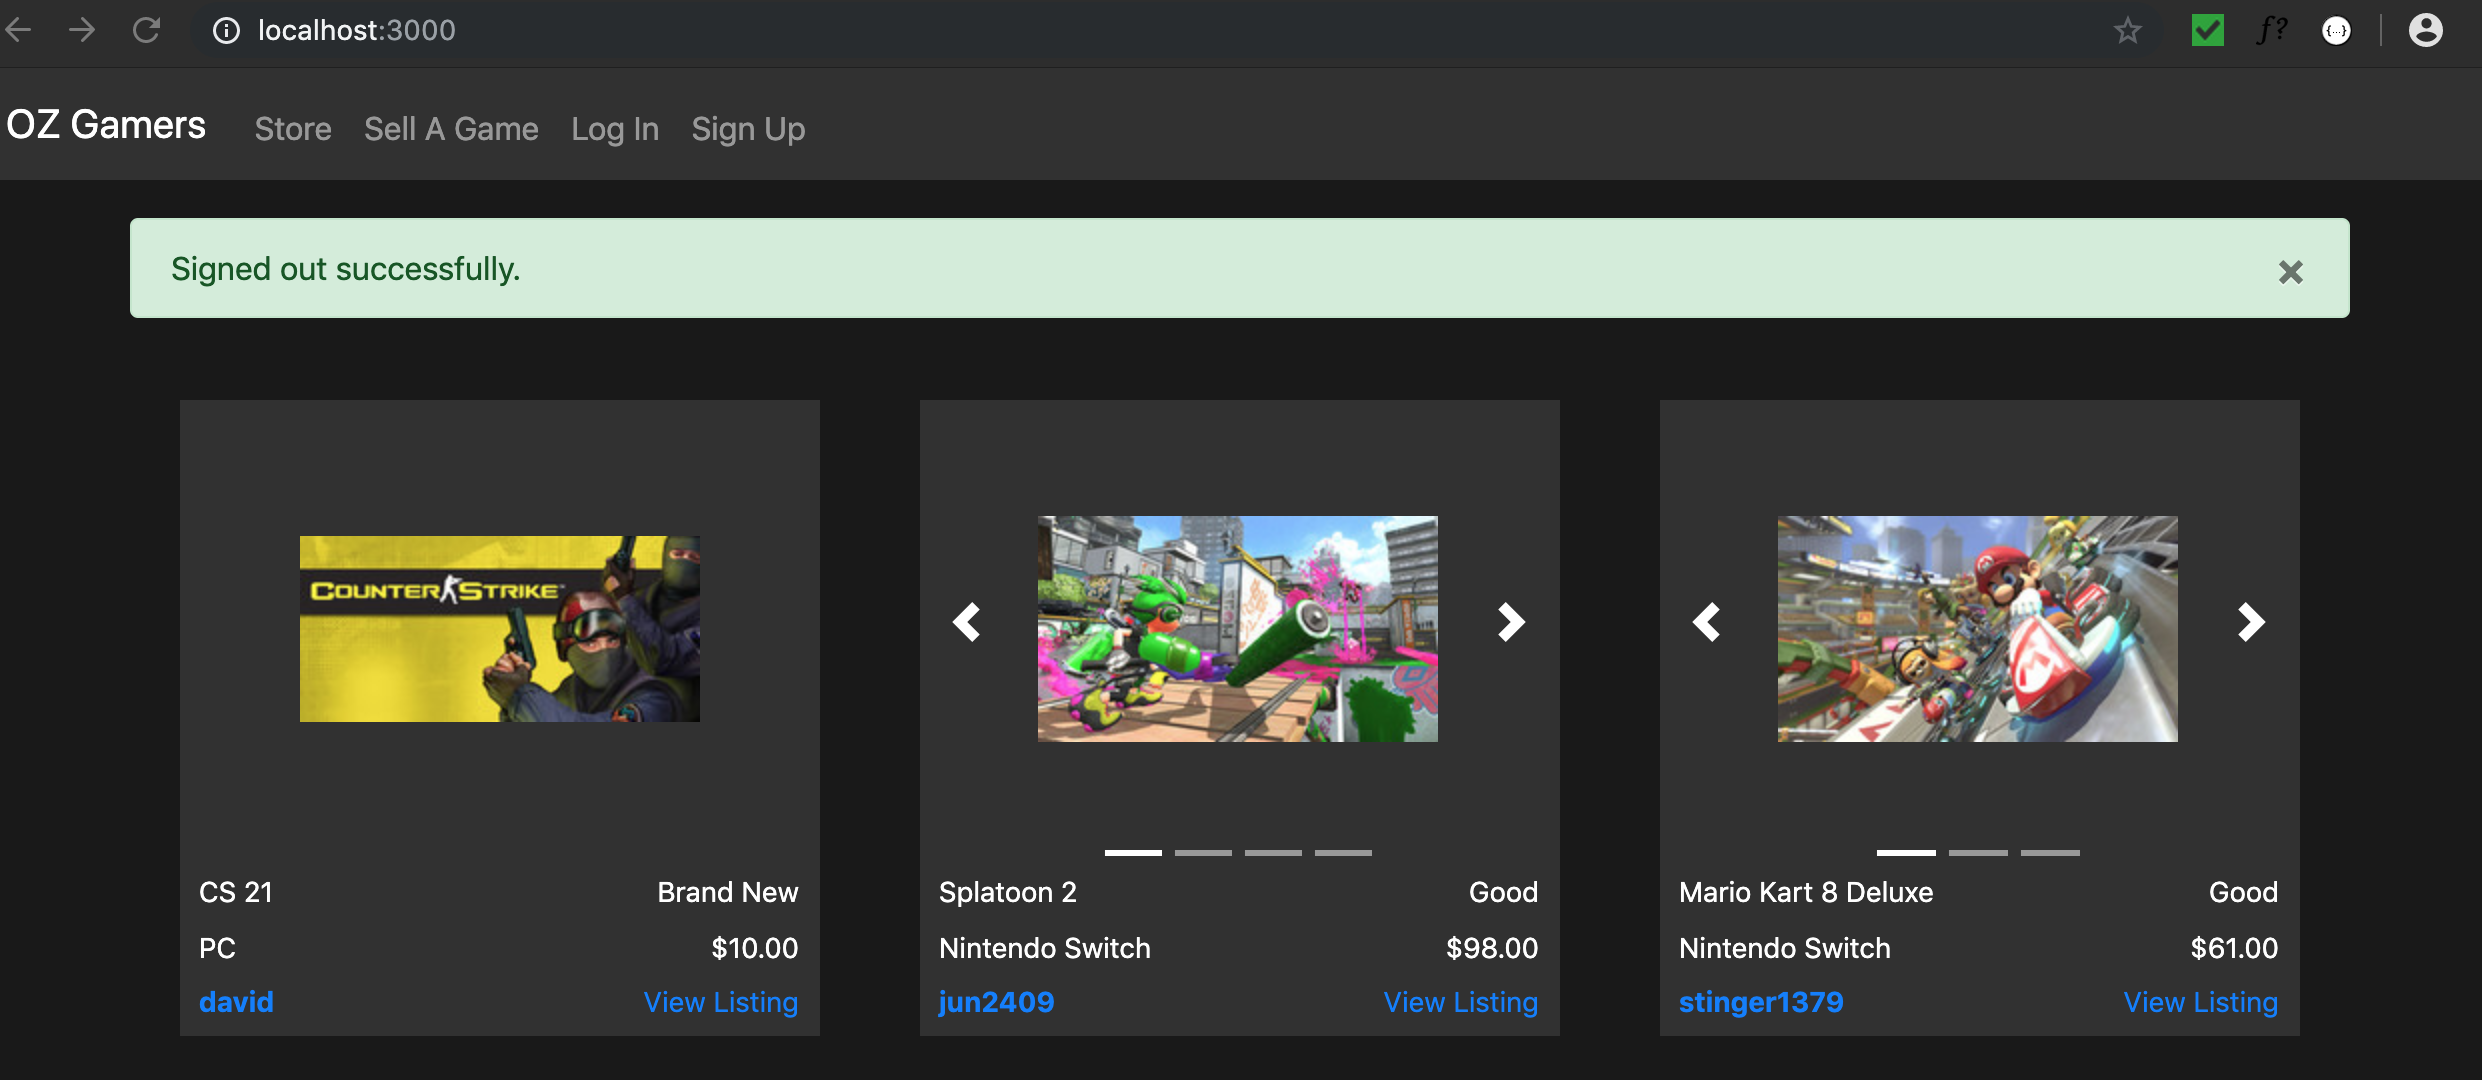 localhost:3000
f?
{...}
OZ Gamers Store Sell A Game Log In Sign Up
Signed out successfully.
COUNTER STRIKE
CS 21 Brand New
PC $10.00
david View Listing
Splatoon 2 Good
Nintendo Switch $98.00
jun2409 View Listing
Mario Kart 8 Deluxe Good
Nintendo Switch $61.00
stinger1379 View Listing